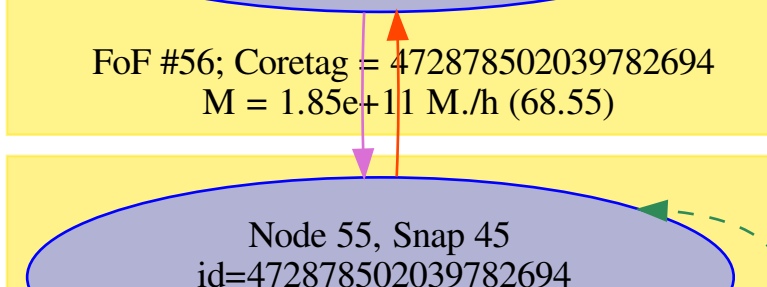 FoF #56; Coretag = 472878502039782694
M = 1.85e+11 M./h (68.55)
Node 55, Snap 45
id=472878502039782694